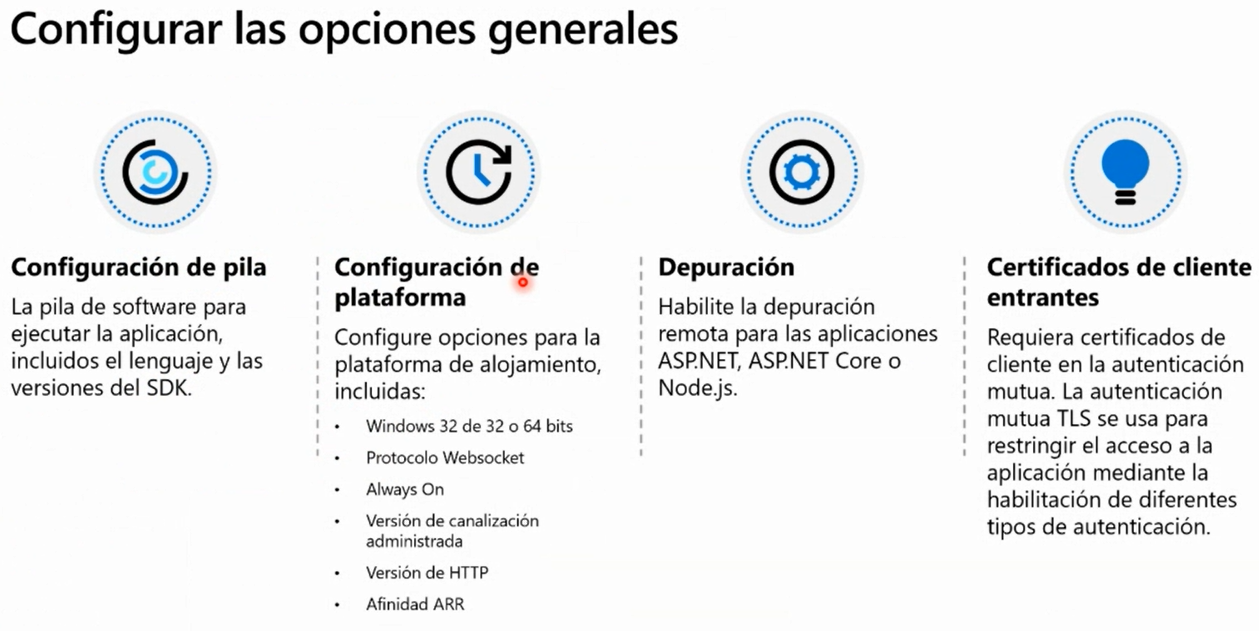 Configurar las opciones generales
Configuración de pila
La pila de software para
ejecutar la aplicación,
incluidos el lenguaje y las
versiones del SDK.
Configuración de
plataforma
Configure opciones para la
plataforma de alojamiento,
incluidas:
• Windows 32 de 32 o 64 bits
• Protocolo Websocket
• Always On
• Versión de canalización
administrada
• Versión de HTTP
• Afinidad ARR
Depuración
Habilite la depuración
remota para las aplicaciones
ASP.NET, ASP.NET Core o
Node.js.
Certificados de cliente
entrantes
Requiera certificados de
cliente en la autenticación
mutua. La autenticación
mutua TLS se usa para
restringir el acceso a la
aplicación mediante la
habilitación de diferentes
tipos de autenticación.